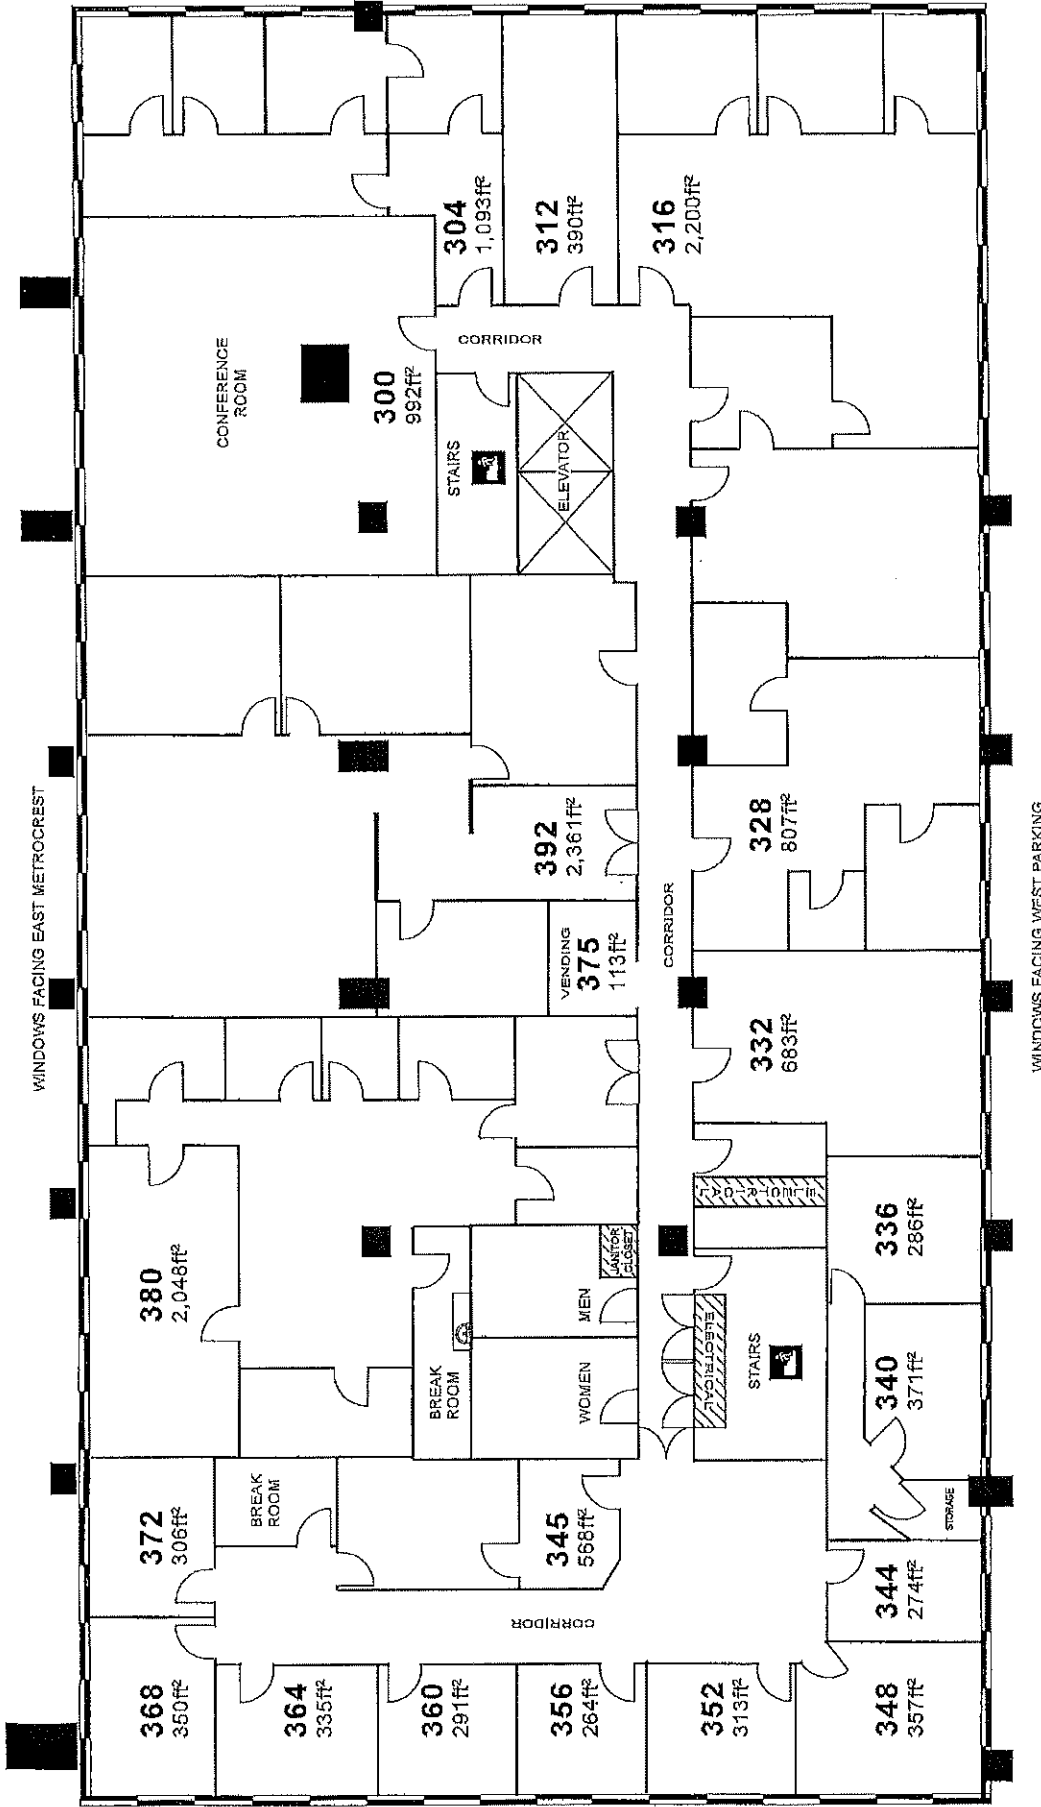 WINDOWS FACING EAST METROCREST
CONFERENCE
ROOM
300
992ft²
304
1,093ft²
312
390ft²
316
2,200ft²
CORRIDOR
STAIRS
ELEVATOR
392
2,361ft²
VENDING
375
113ft²
CORRIDOR
328
807ft²
332
683ft²
ELECTRICAL
336
286ft²
380
2,048ft²
JANITOR
CLOSET
MEN
WOMEN
BREAK
ROOM
ELECTRICAL
STAIRS
340
371ft²
STORAGE
372
306ft²
BREAK
ROOM
345
568ft²
344
274ft²
CORRIDOR
368
350ft²
364
335ft²
360
291ft²
356
264ft²
352
313ft²
348
357ft²
WINDOWS FACING WEST PARKING